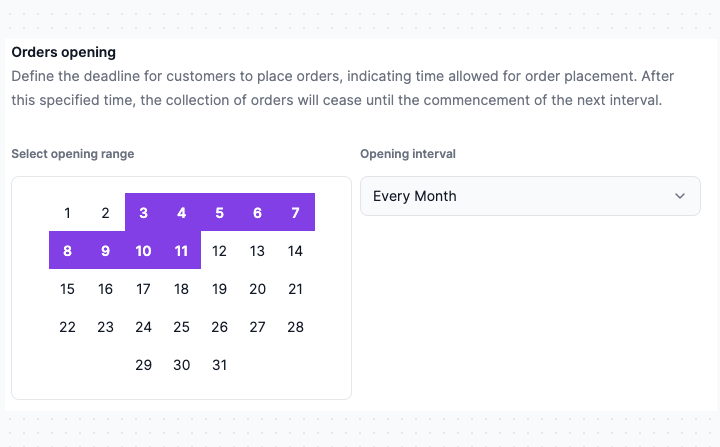 Orders opening
Define the deadline for customers to place orders, indicating time allowed for order placement. After
this specified time, the collection of orders will cease until the commencement of the next interval.
Select opening range
Opening interval
Every Month
1 2 3 4 5 6 7
8 9 10 11 12 13 14
15 16 17 18 19 20 21
22 23 24 25 26 27 28
29 30 31